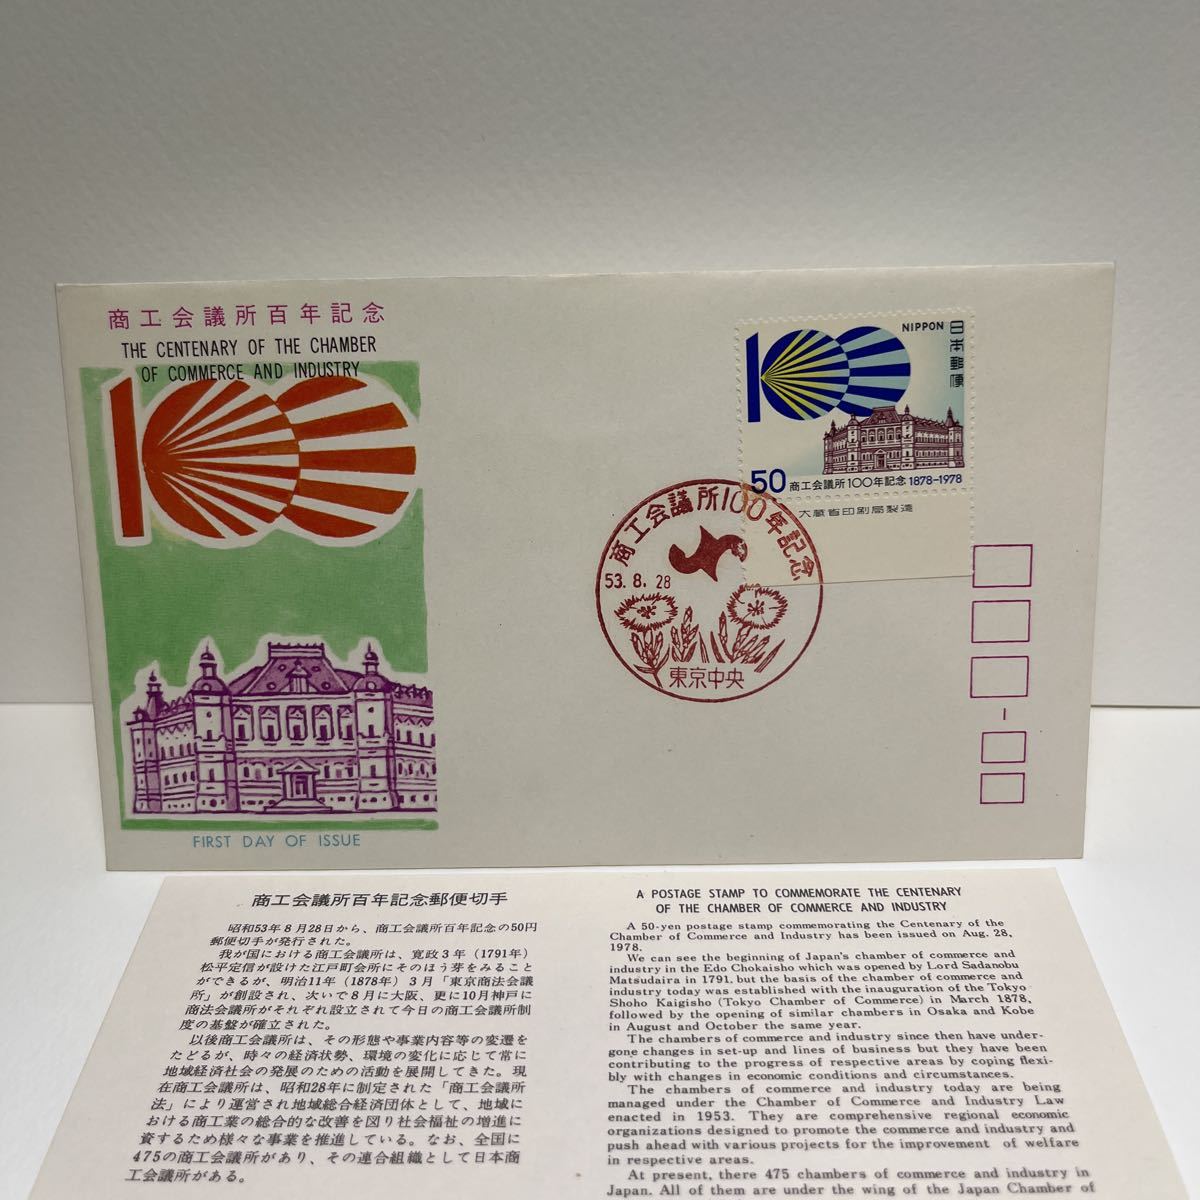 商工会議所百年記念
THE CENTENARY OF THE CHAMBER
OF COMMERCE AND INDUSTRY
100
FIRST DAY OF ISSUE
100
NIPPON
日本郵便
50
商工会議所100年記念 1878-1978
大蔵省印刷局製造
商工会議所100年記念
53. 8. 28
東京中央
商工会議所百年記念郵便切手
昭和53年8月28日から、商工会議所百年記念の50円
郵便切手が発行された。
我が国における商工会議所は、寛政3年（1791年）
松平定信が設けた江戸町会所にそのほう芽をみること
ができるが、明治11年（1878年）3月「東京商法会議
所」が創設され、次いで8月に大阪、更に10月神戸に
商法会議所がそれぞれ設立されて今日の商工会議所制
度の基盤が確立された。
以後商工会議所は、その形態や事業内容等の変遷を
たどるが、時々の経済状勢、環境の変化に応じて常に
地域経済社会の発展のための活動を展開してきた。現
在商工会議所は、昭和28年に制定された「商工会議所
法」により運営され地域総合経済団体として、地域に
おける商工業の総合的な改善を図り社会福祉の増進に
資するため様々な事業を推進している。なお、全国に
475の商工会議所があり、その連合組織として日本商
工会議所がある。
A POSTAGE STAMP TO COMMEMORATE THE CENTENARY
OF THE CHAMBER OF COMMERCE AND INDUSTRY
A 50-yen postage stamp commemorating the Centenary of the
Chamber of Commerce and Industry has been issued on Aug. 28,
1978.
We can see the beginning of Japan's chamber of commerce and
industry in the Edo Chokaisho which was opened by Lord Sadanobu
Matsudaira in 1791, but the basis of the chamber of commerce and
industry today was established with the inauguration of the Tokyo
Shoho Kaigisho (Tokyo Chamber of Commerce) in March 1878,
followed by the opening of similar chambers in Osaka and Kobe
in August and October the same year.
The chambers of commerce and industry since then have under-
gone changes in set-up and lines of business but they have been
contributing to the progress of respective areas by coping flexi-
bly with changes in economic conditions and circumstances.
The chambers of commerce and industry today are being
managed under the Chamber of Commerce and Industry Law
enacted in 1953. They are comprehensive regional economic
organizations designed to promote the commerce and industry and
push ahead with various projects for the improvement of welfare
in respective areas.
At present, there 475 chambers of commerce and industry in
Japan. All of them are under the wing of the Japan Chamber of